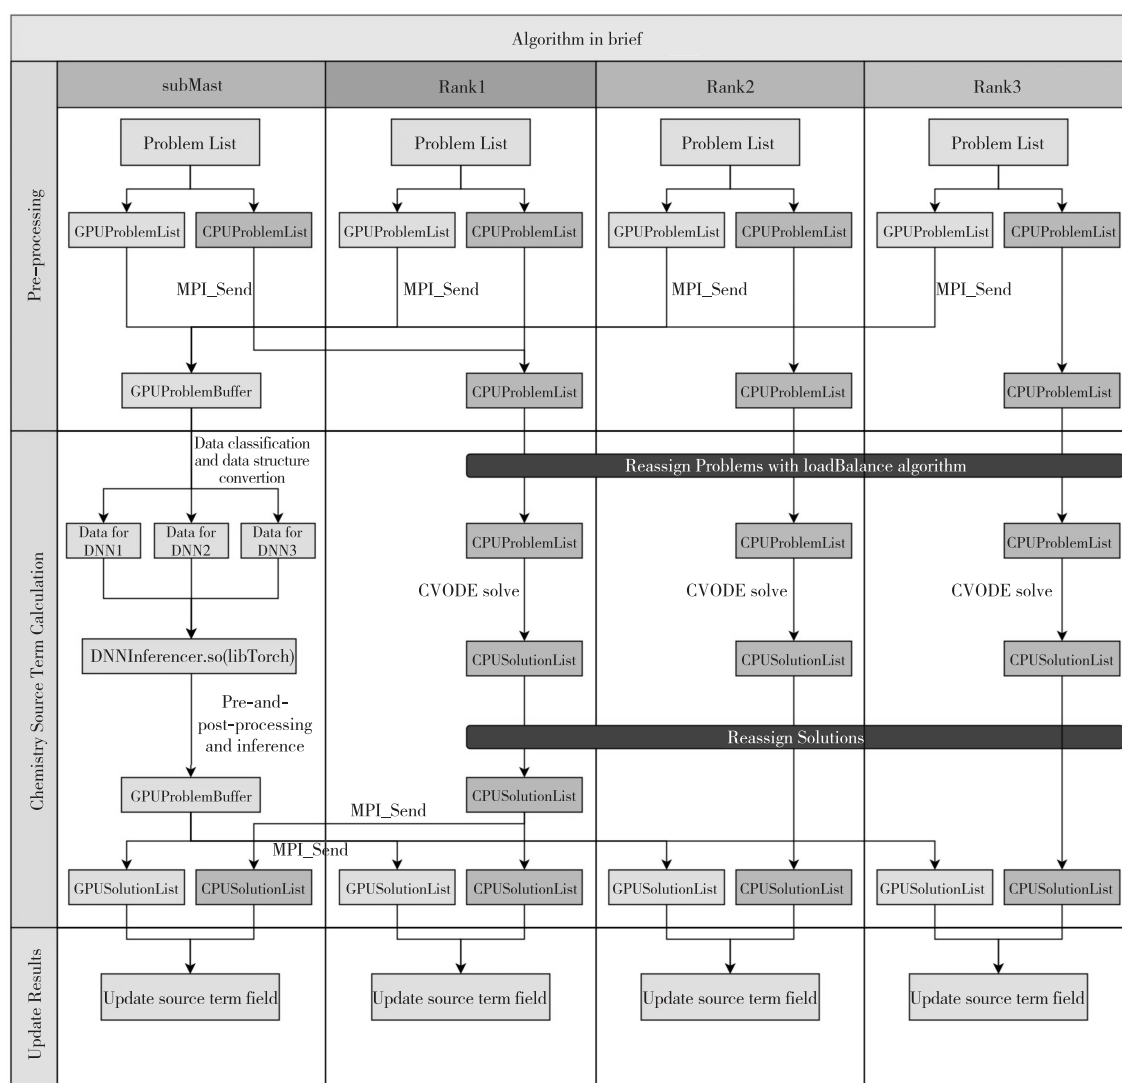 Algorithm in brief
subMast
Rank1
Rank2
Rank3
Pre-processing
Problem List
Problem List
Problem List
Problem List
GPUProblemList
CPUProblemList
GPUProblemList
CPUProblemList
GPUProblemList
CPUProblemList
GPUProblemList
CPUProblemList
MPI_Send
MPI_Send
MPI_Send
MPI_Send
GPUProblemBuffer
CPUProblemList
CPUProblemList
CPUProblemList
Chemistry Source Term Calculation
Data classification
and data structure
convertion
Reassign Problems with loadBalance algorithm
Data for
DNN1
Data for
DNN2
Data for
DNN3
CPUProblemList
CPUProblemList
CPUProblemList
CVODE solve
CVODE solve
CVODE solve
DNNInferencer.so(libTorch)
CPUSolutionList
CPUSolutionList
CPUSolutionList
Pre-and-
post-processing
and inference
Reassign Solutions
GPUProblemBuffer
CPUSolutionList
MPI_Send
MPI_Send
GPUSolutionList
CPUSolutionList
GPUSolutionList
CPUSolutionList
GPUSolutionList
CPUSolutionList
GPUSolutionList
CPUSolutionList
Update Results
Update source term field
Update source term field
Update source term field
Update source term field